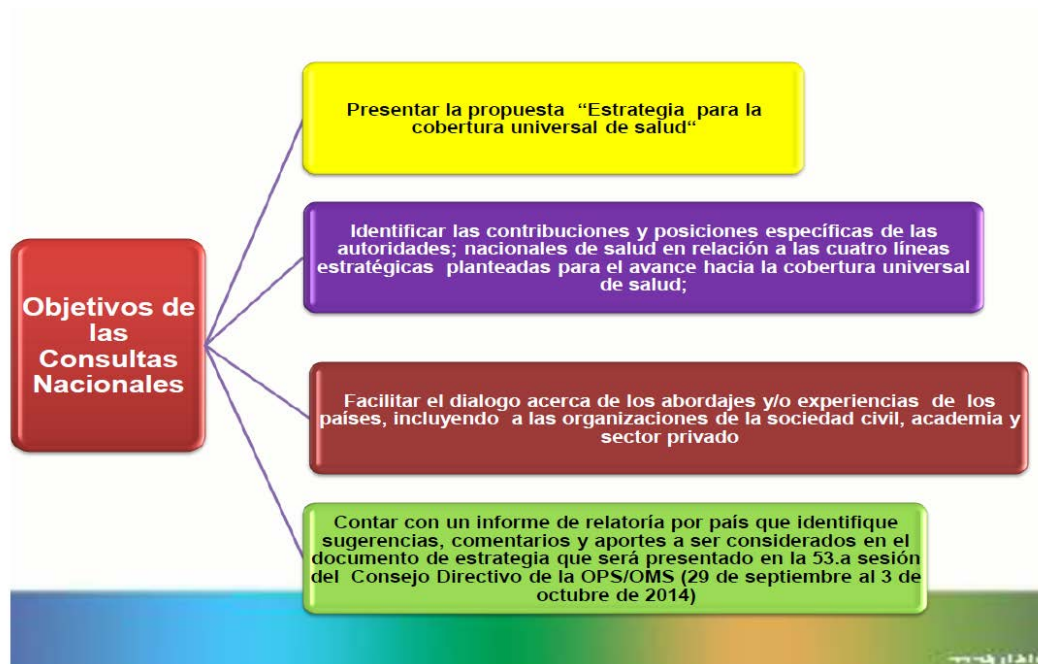 Presentar la propuesta “Estrategia para la
cobertura universal de salud“
Identificar las contribuciones y posiciones específicas de las
autoridades; nacionales de salud en relación a las cuatro líneas
estratégicas planteadas para el avance hacia la cobertura universal
de salud;
Objetivos de
las
Consultas
Nacionales
Facilitar el dialogo acerca de los abordajes y/o experiencias de los
países, incluyendo a las organizaciones de la sociedad civil, academia y
sector privado
Contar con un informe de relatoría por país que identifique
sugerencias, comentarios y aportes a ser considerados en el
documento de estrategia que será presentado en la 53.a sesión
del Consejo Directivo de la OPS/OMS (29 de septiembre al 3 de
octubre de 2014)